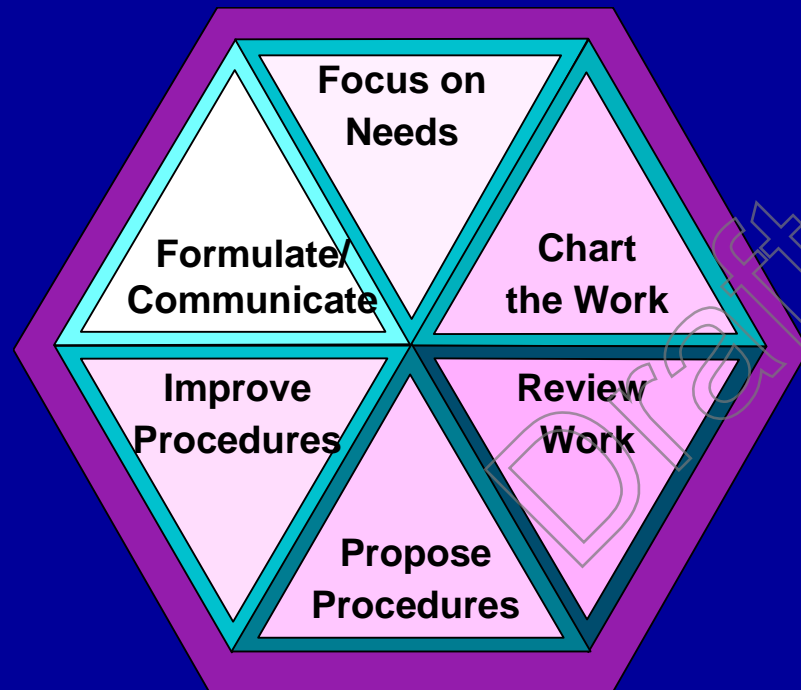 Focus on
Needs
Formulate/
Communicate
Chart
the Work
Improve
Procedures
Review
Work
Propose
Procedures
Draft